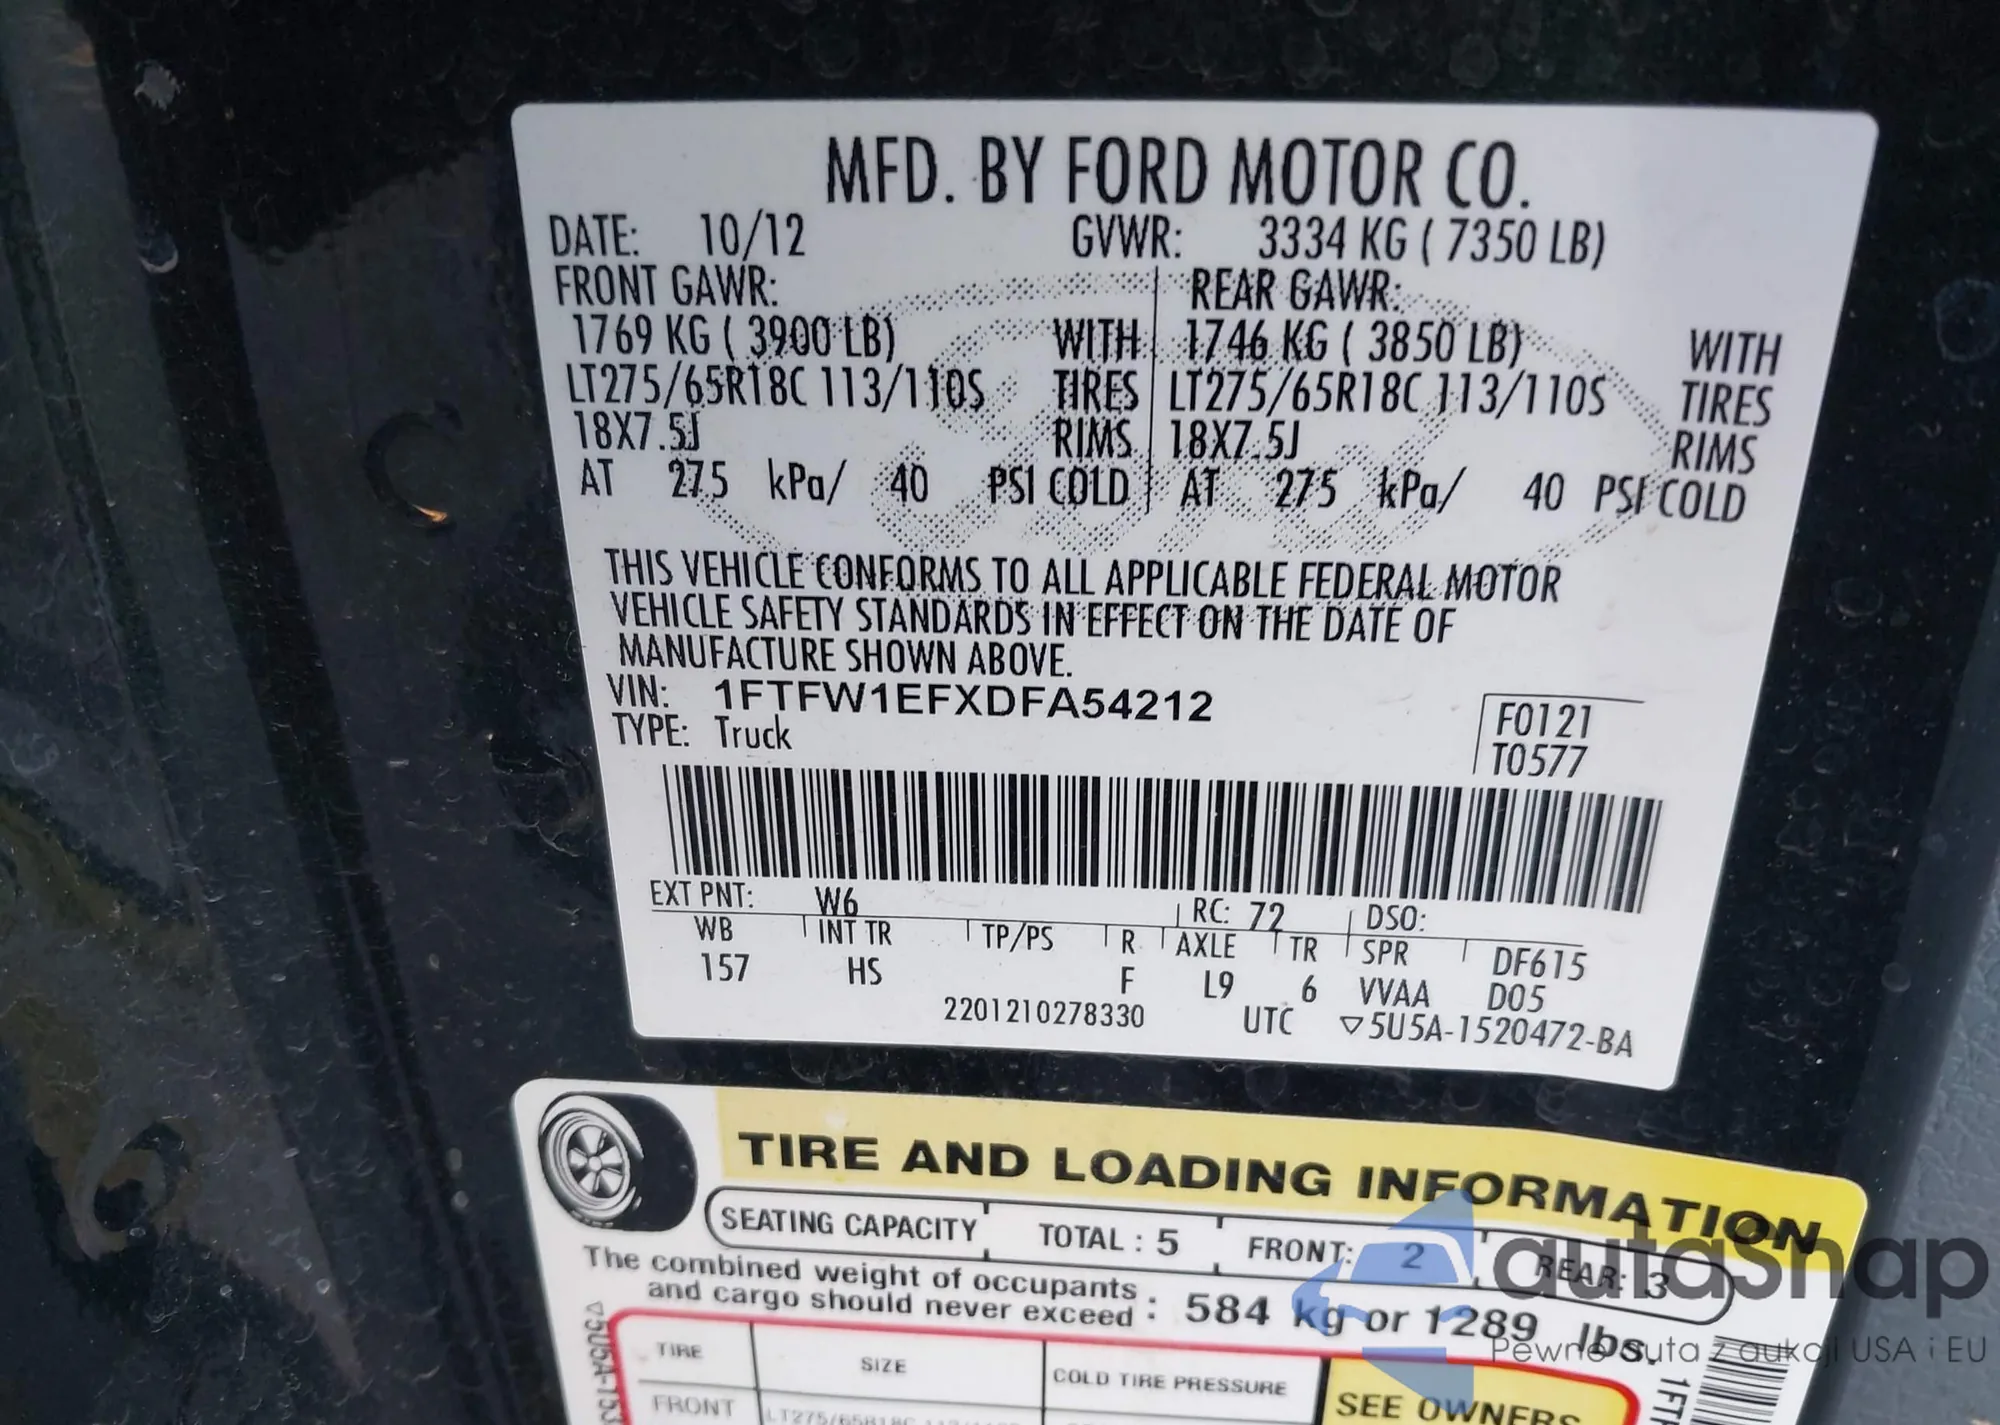 MFD. BY FORD MOTOR CO.
DATE: 10/12 GVWR: 3334 KG ( 7350 LB)
FRONT GAWR: REAR GAWR:
1769 KG ( 3900 LB) WITH 1746 KG ( 3850 LB) WITH
LT275/65R18C 113/110S TIRES LT275/65R18C 113/110S TIRES
18X7.5J RIMS 18X7.5J RIMS
AT 275 kPa/ 40 PSI COLD AT 275 kPa/ 40 PSI COLD
THIS VEHICLE CONFORMS TO ALL APPLICABLE FEDERAL MOTOR
VEHICLE SAFETY STANDARDS IN EFFECT ON THE DATE OF
MANUFACTURE SHOWN ABOVE.
VIN: 1FTFW1EFXDFA54212
TYPE: Truck
F0121
T0577
EXT PNT: W6 RC: 72 DSO:
WB INT TR TP/PS R AXLE TR SPR DF615
157 HS F L9 6 VVAA D05
2201210278330 UTC ▽5U5A-1520472-BA
TIRE AND LOADING INFORMATION
SEATING CAPACITY TOTAL : 5 FRONT: 2 REAR: 3
The combined weight of occupants
and cargo should never exceed : 584 kg or 1289 lbs.
TIRE SIZE COLD TIRE PRESSURE
SEE OWNERS
FRONT
autaSnap
Pewne auta z aukcji USA i EU